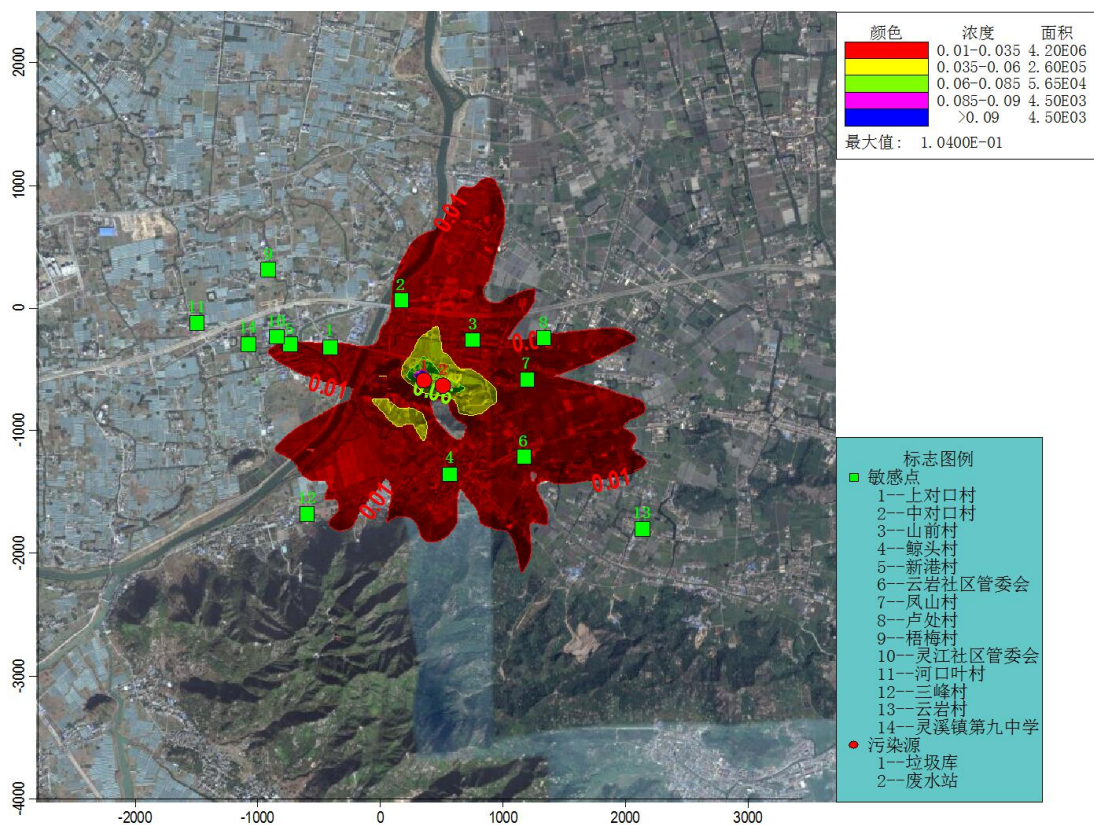 颜色 浓度 面积
0.01-0.035 4.20E06
0.035-0.06 2.60E05
0.06-0.085 5.65E04
0.085-0.09 4.50E03
>0.09 4.50E03
最大值: 1.0400E-01
2000
1000
0
-1000
-2000
-3000
-4000
0.01
2
11
14
5
1
3
9
0.01
7
2
0.06
4
6
0.01
0.01
12
13
-2000
-1000
0
1000
2000
3000
标志图例
敏感点
1--上对口村
2--中对口村
3--山前村
4--鲸头村
5--新港村
6--云岩社区管委会
7--凤山村
8--卢处村
9--梧梅村
10--灵江社区管委会
11--河口叶村
12--三峰村
13--云岩村
14--灵溪镇第九中学
污染源
1--垃圾库
2--废水站